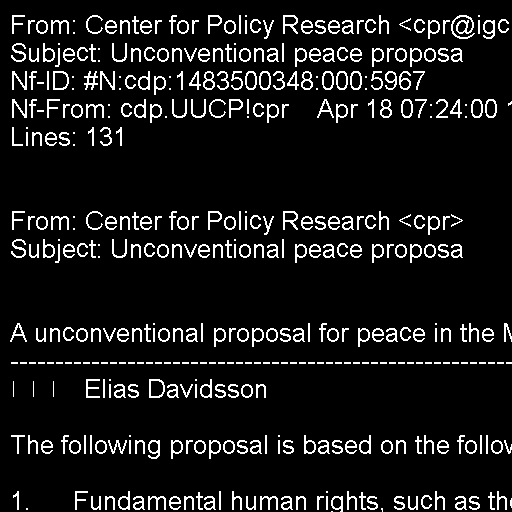 From: Center for Policy Research <cpr@igc
Subject: Unconventional peace proposa
Nf-ID: #N:cdp:1483500348:000:5967
Nf-From: cdp.UUCP!cpr    Apr 18 07:24:00 1
Lines: 131
From: Center for Policy Research <cpr>
Subject: Unconventional peace proposa
A unconventional proposal for peace in the M
-------------------------------------------------------
Elias Davidsson
The following proposal is based on the follow
1.      Fundamental human rights, such as the